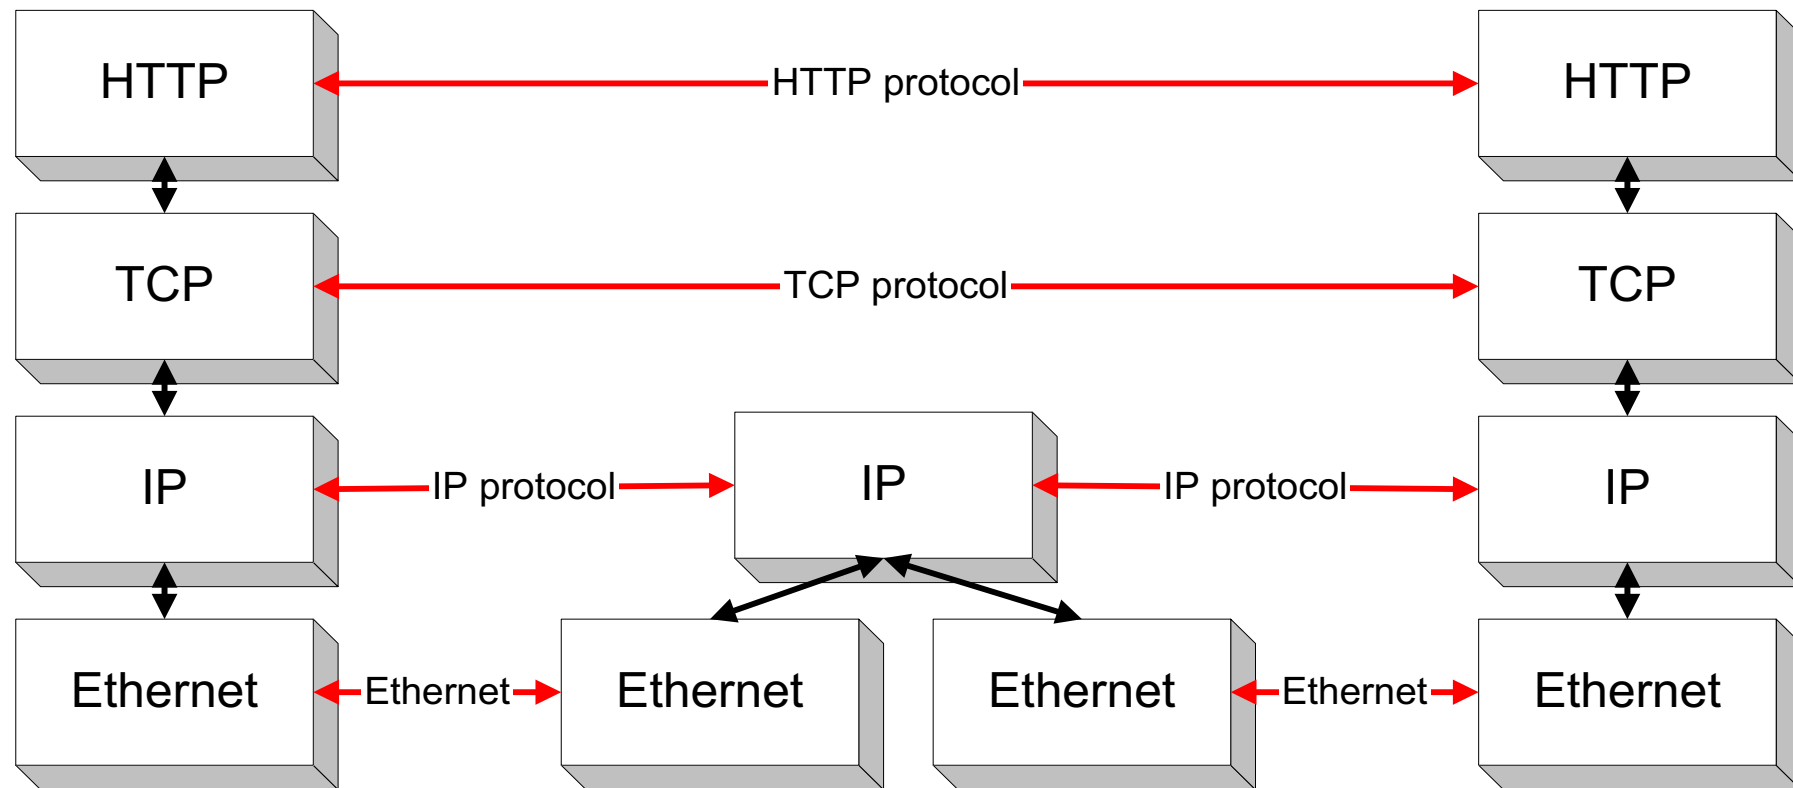 HTTP
HTTP protocol
HTTP
TCP
TCP protocol
TCP
IP
IP protocol
IP
IP protocol
IP
Ethernet
Ethernet
Ethernet
Ethernet
Ethernet
Ethernet